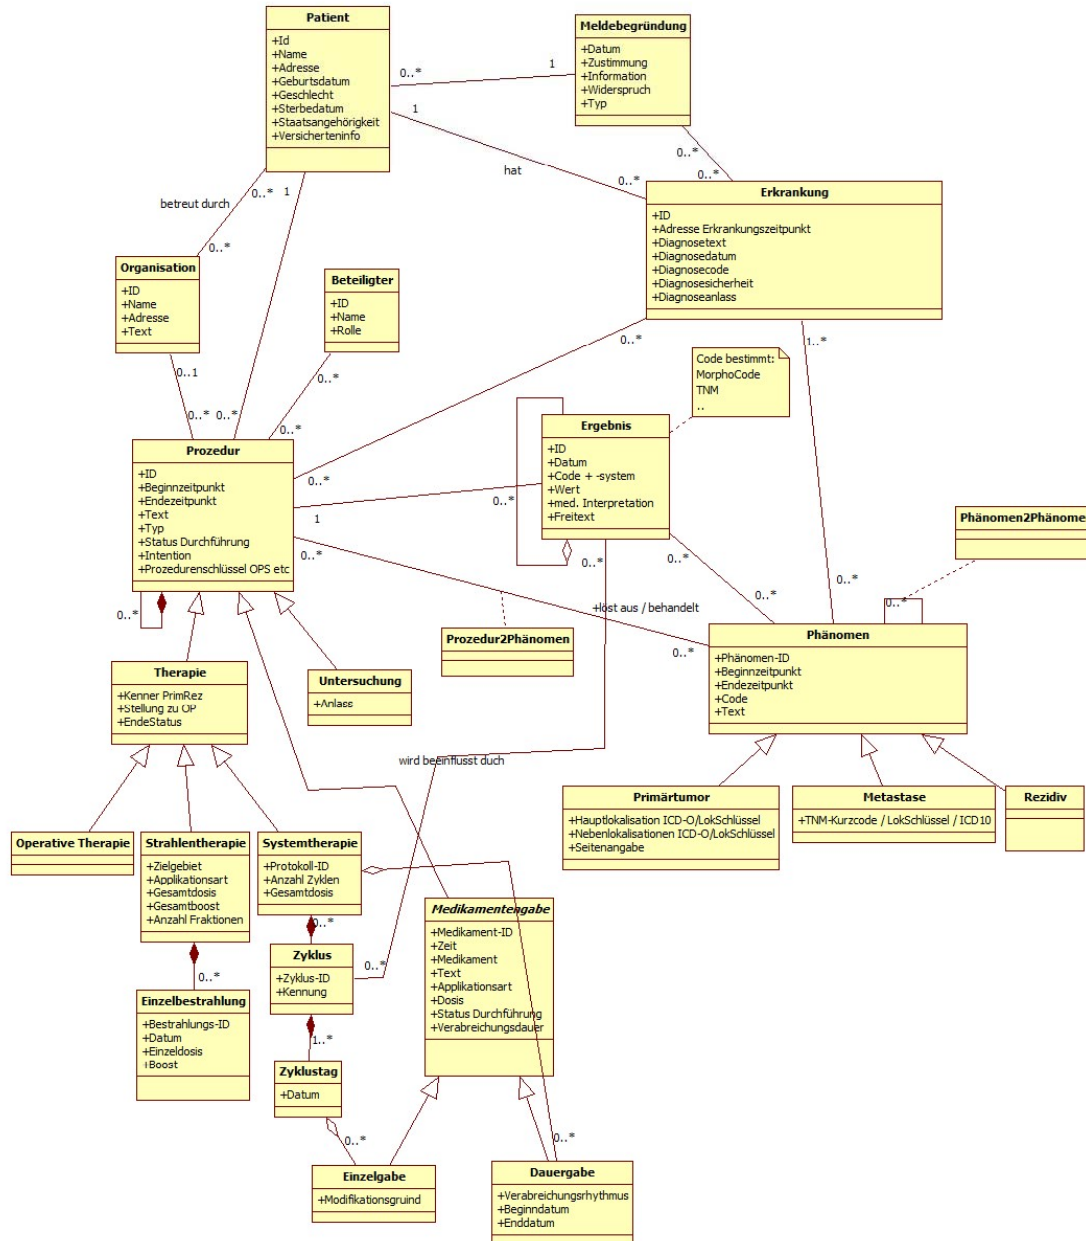 Patient
+Id
+Name
+Adresse
+Geburtsdatum
+Geschlecht
+Sterbedatum
+Staatsangehörigkeit
+Versicherteninfo
Meldebegründung
+Datum
+Zustimmung
+Information
+Widerspruch
+Typ
0..*
1
1
0..*
0..*
hat
0..*
Erkrankung
+ID
+Adresse Erkrankungszeitpunkt
+Diagnosetext
+Diagnosedatum
+Diagnosecode
+Diagnosesicherheit
+Diagnoseanlass
0..*
1
betreut durch
0..*
Organisation
+ID
+Name
+Adresse
+Text
Beteiligter
+ID
+Name
+Rolle
0..*
1..*
Code bestimmt:
MorphoCode
TNM
..
0..1
0..*
0..*
0..*
Ergebnis
+ID
+Datum
+Code + -system
+Wert
+med. Interpretation
+Freitext
Prozedur
+ID
+Beginnzeitpunkt
+Endezeitpunkt
+Text
+Typ
+Status Durchführung
+Intention
+Prozedurenschlüssel OPS etc
0..*
0..*
1
0..*
0..*
0..*
0..*
0..*
Phänomen2Phänomen
0..*
0..*
+löst aus / behandelt
Prozedur2Phänomen
0..*
0..*
Phänomen
+Phänomen-ID
+Beginnzeitpunkt
+Endezeitpunkt
+Code
+Text
Therapie
+Kenner PrimRez
+Stellung zu OP
+EndeStatus
Untersuchung
+Anlass
wird beeinflusst duch
Primärtumor
+Hauptlokalisation ICD-O/LokSchlüssel
+Nebenlokalisationen ICD-O/LokSchlüssel
+Seitenangabe
Metastase
+TNM-Kurzcode / LokSchlüssel / ICD10
Rezidiv
Operative Therapie
Strahlentherapie
+Zielgebiet
+Applikationsart
+Gesamtdosis
+Gesamtboost
+Anzahl Fraktionen
Systemtherapie
+Protokoll-ID
+Anzahl Zyklen
+Gesamtdosis
Medikamentengabe
+Medikament-ID
+Zeit
+Medikament
+Text
+Applikationsart
+Dosis
+Status Durchführung
+Verabreichungsdauer
0..*
Zyklus
+Zyklus-ID
+Kennung
0..*
0..*
Einzelbestrahlung
+Bestrahlungs-ID
+Datum
+Einzeldosis
+Boost
1..*
Zyklustag
+Datum
0..*
0..*
Einzelgabe
+Modifikationsgruind
Dauergabe
+Verabreichungsrhythmus
+Beginndatum
+Enddatum